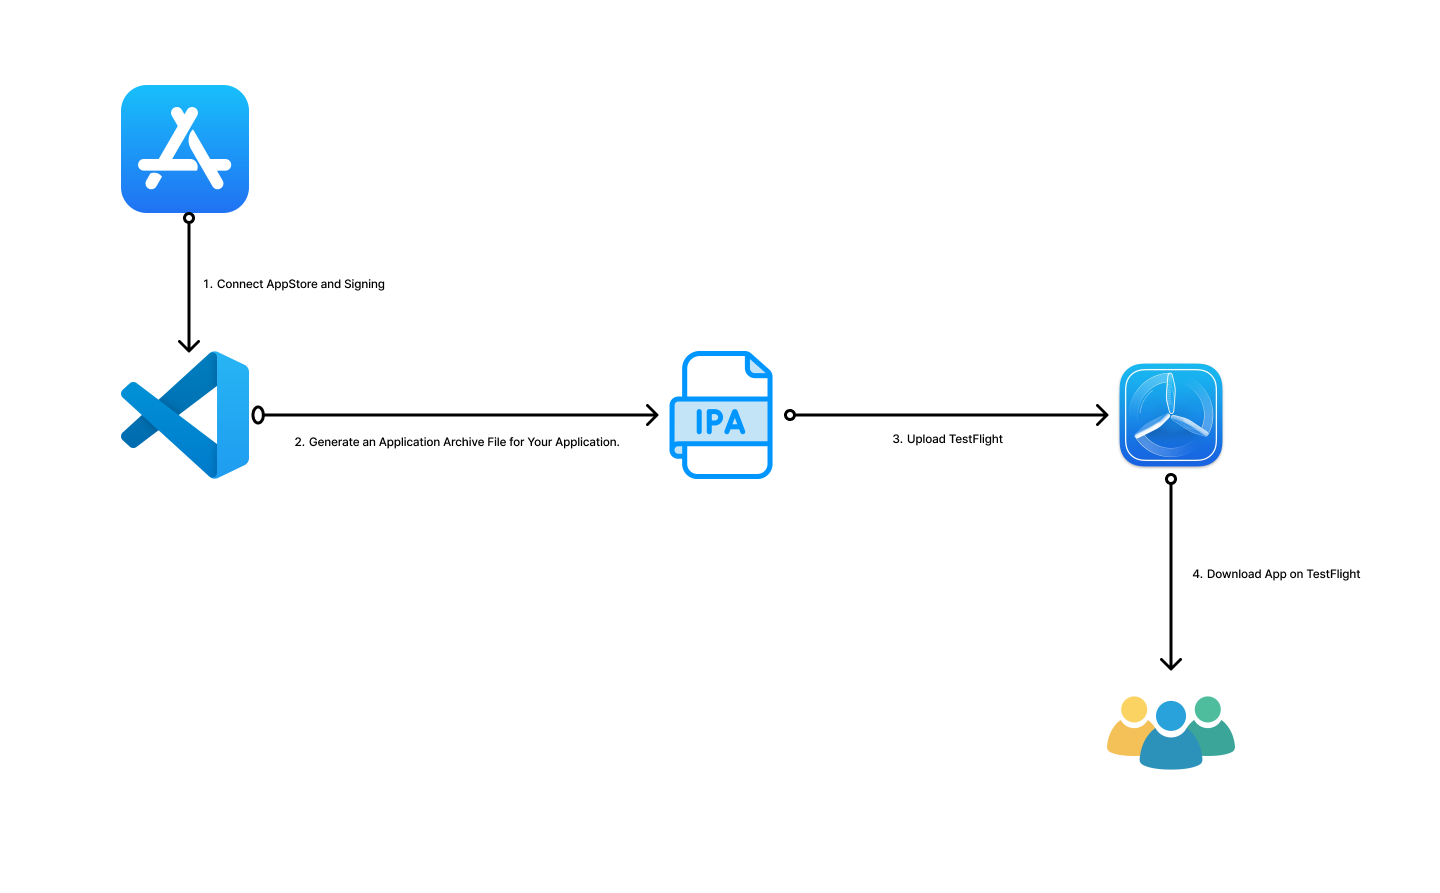 1. Connect AppStore and Signing
IPA
2. Generate an Application Archive File for Your Application.
3. Upload TestFlight
4. Download App on TestFlight